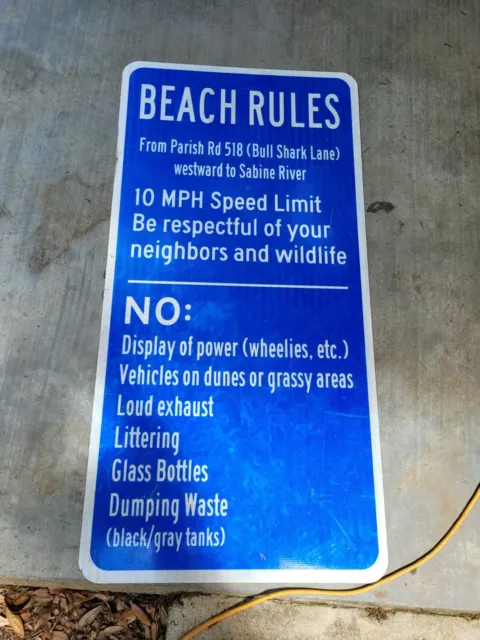 BEACH RULES
From Parish Rd 518 (Bull Shark Lane)
westward to Sabine River
10 MPH Speed Limit
Be respectful of your
neighbors and wildlife
NO:
Display of power (wheelies, etc.)
Vehicles on dunes or grassy areas
Loud exhaust
Littering
Glass Bottles
Dumping Waste
(black/gray tanks)